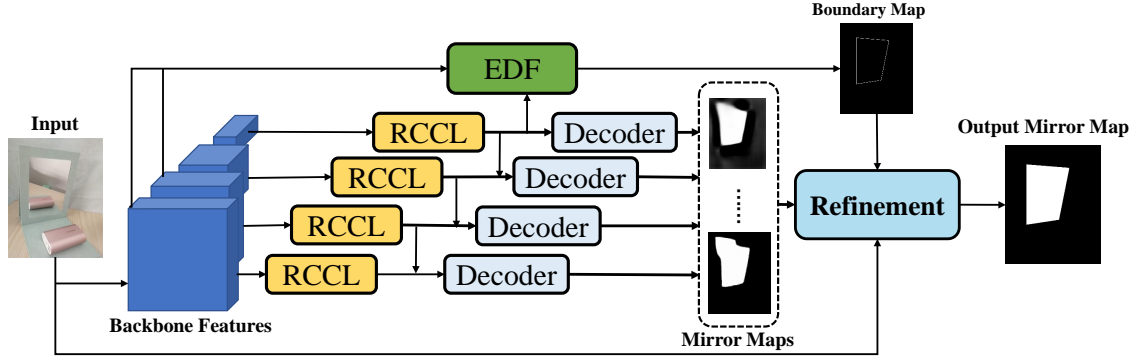 Boundary Map
EDF
Input
RCCL
Decoder
Output Mirror Map
RCCL
Decoder
Refinement
RCCL
Decoder
RCCL
Decoder
Backbone Features
Mirror Maps